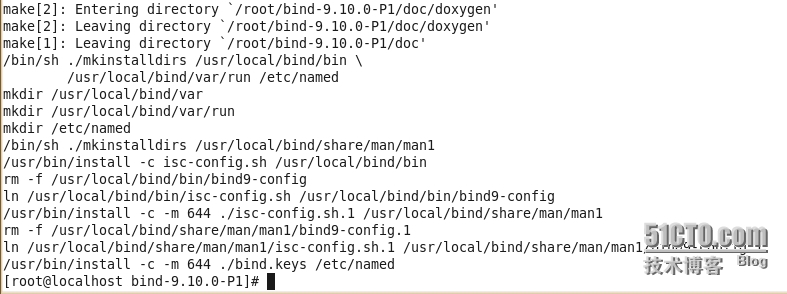 make[2]: Entering directory `/root/bind-9.10.0-P1/doc/doxygen'
make[2]: Leaving directory `/root/bind-9.10.0-P1/doc/doxygen'
make[1]: Leaving directory `/root/bind-9.10.0-P1/doc'
/bin/sh ./mkinstalldirs /usr/local/bind/bin \
        /usr/local/bind/var/run /etc/named
mkdir /usr/local/bind/var
mkdir /usr/local/bind/var/run
mkdir /etc/named
/bin/sh ./mkinstalldirs /usr/local/bind/share/man/man1
/usr/bin/install -c isc-config.sh /usr/local/bind/bin
rm -f /usr/local/bind/bin/bind9-config
ln /usr/local/bind/bin/isc-config.sh /usr/local/bind/bin/bind9-config
/usr/bin/install -c -m 644 ./isc-config.sh.1 /usr/local/bind/share/man/man1
rm -f /usr/local/bind/share/man/man1/bind9-config.1
ln /usr/local/bind/share/man/man1/isc-config.sh.1 /usr/local/bind/share/man/man1/
/usr/bin/install -c -m 644 ./bind.keys /etc/named
[root@localhost bind-9.10.0-P1]#
51CTO.com
技术博客 Blog